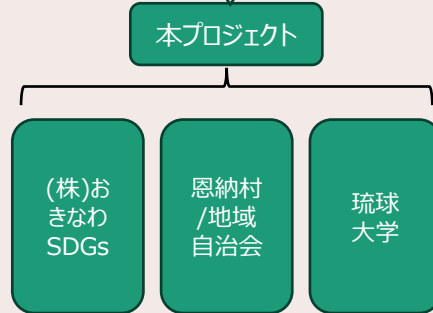 本プロジェクト
(株)お
きなわ
SDGs
恩納村
/地域
自治会
琉球
大学